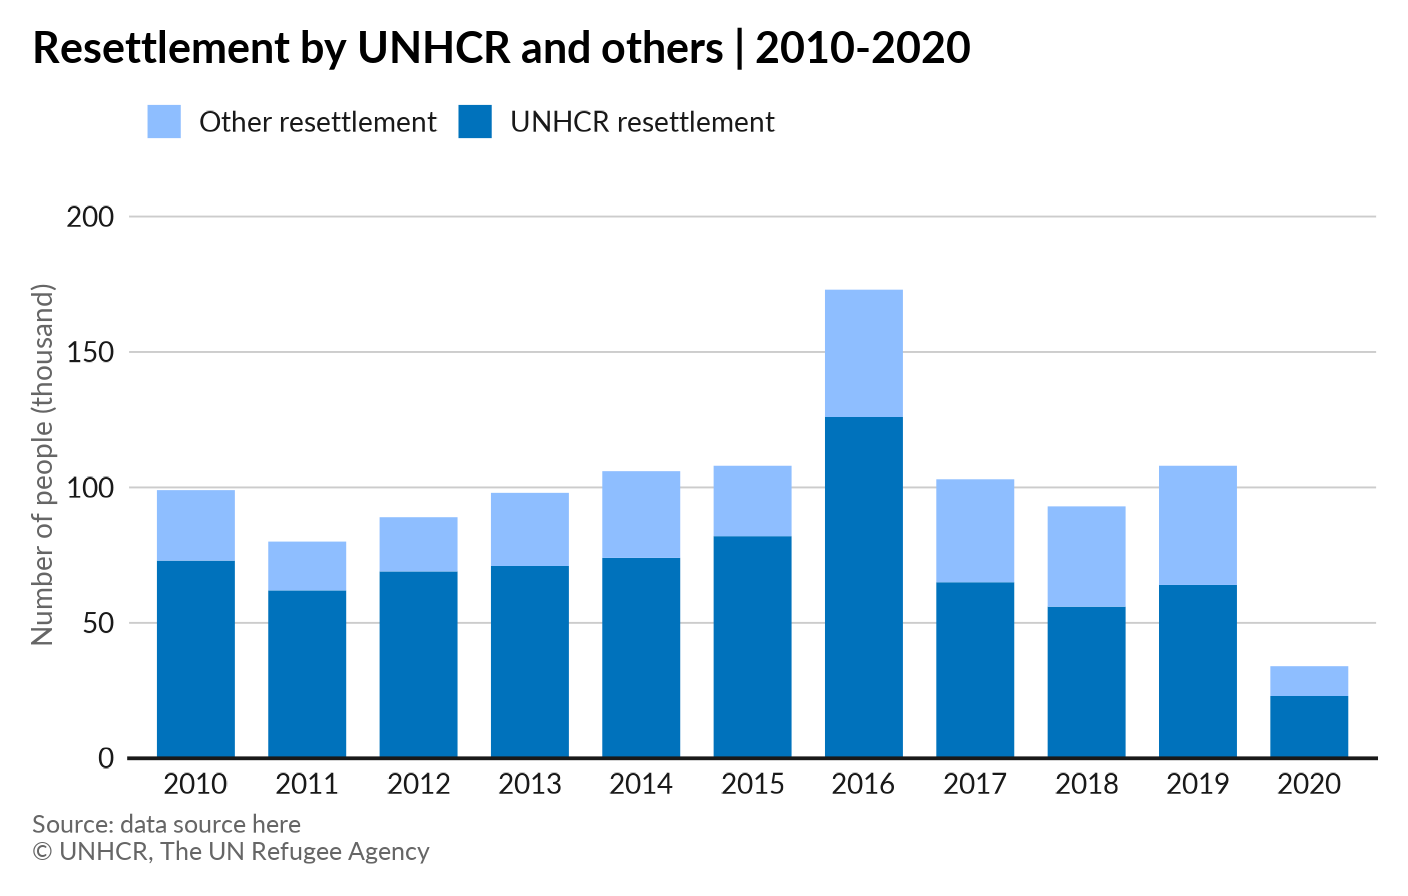 Resettlement by UNHCR and others | 2010-2020
Other resettlement UNHCR resettlement
Number of people (thousand)
200
150
100
50
0
2010 2011 2012 2013 2014 2015 2016 2017 2018 2019 2020
Source: data source here
© UNHCR, The UN Refugee Agency